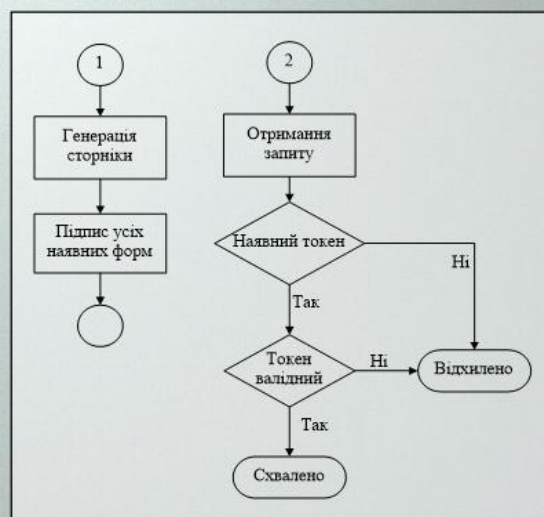 1
Генерація
сторніки
Підпис усіх
наявних форм
2
Отримання
запиту
Наявний токен
Ні
Так
Токен
валідний
Ні
Відхилено
Так
Схвалено